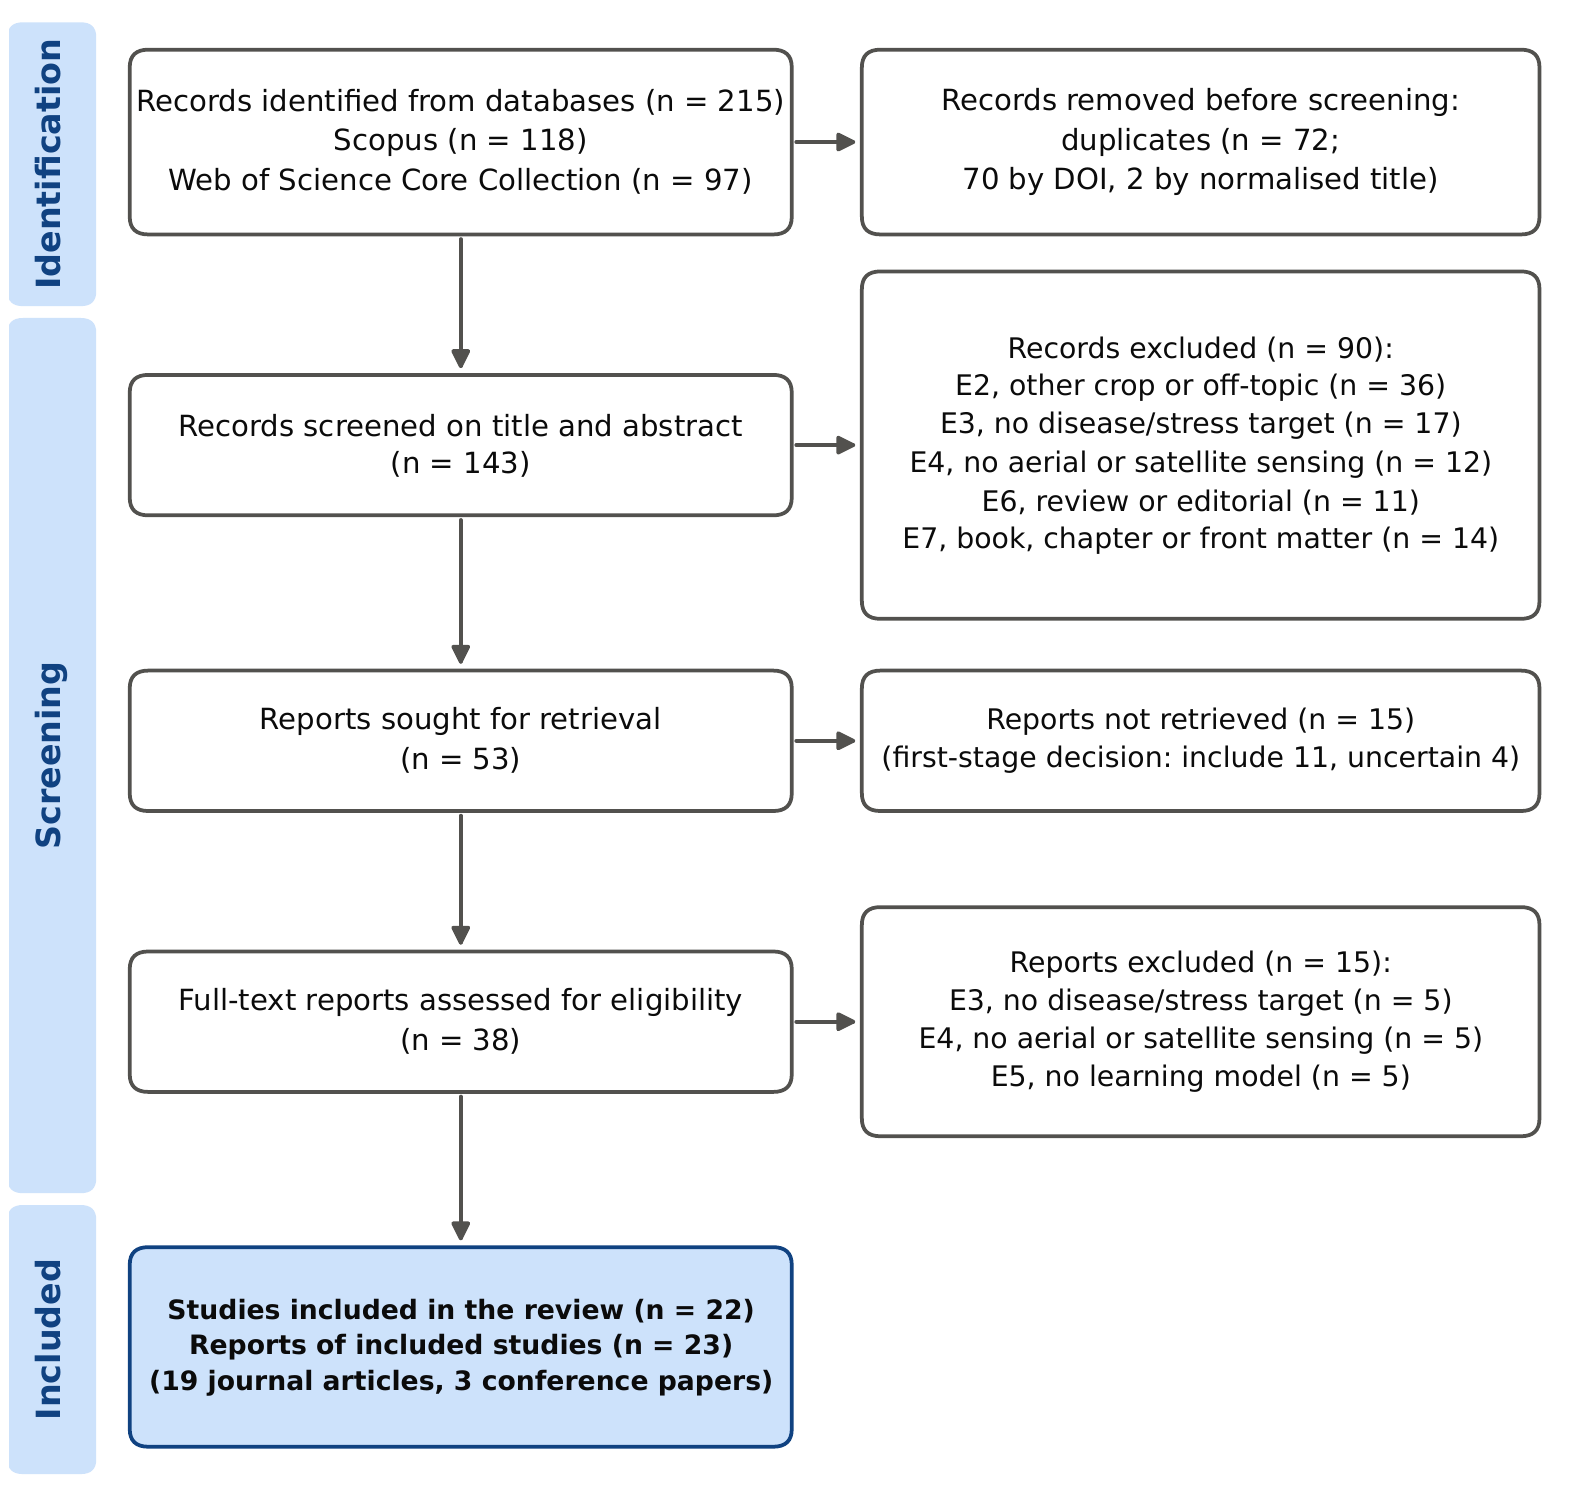 Identification
Records identified from databases (n = 215)
Scopus (n = 118)
Web of Science Core Collection (n = 97)
Records removed before screening:
duplicates (n = 72;
70 by DOI, 2 by normalised title)
Screening
Records screened on title and abstract
(n = 143)
Records excluded (n = 90):
E2, other crop or off-topic (n = 36)
E3, no disease/stress target (n = 17)
E4, no aerial or satellite sensing (n = 12)
E6, review or editorial (n = 11)
E7, book, chapter or front matter (n = 14)
Reports sought for retrieval
(n = 53)
Reports not retrieved (n = 15)
(first-stage decision: include 11, uncertain 4)
Full-text reports assessed for eligibility
(n = 38)
Reports excluded (n = 15):
E3, no disease/stress target (n = 5)
E4, no aerial or satellite sensing (n = 5)
E5, no learning model (n = 5)
Included
Studies included in the review (n = 22)
Reports of included studies (n = 23)
(19 journal articles, 3 conference papers)